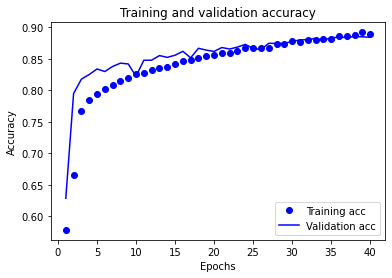 Training and validation accuracy
0.90
0.85
0.80
0.75
0.70
0.65
0.60
Accuracy
Training acc
Validation acc
0 5 10 15 20 25 30 35 40
Epochs